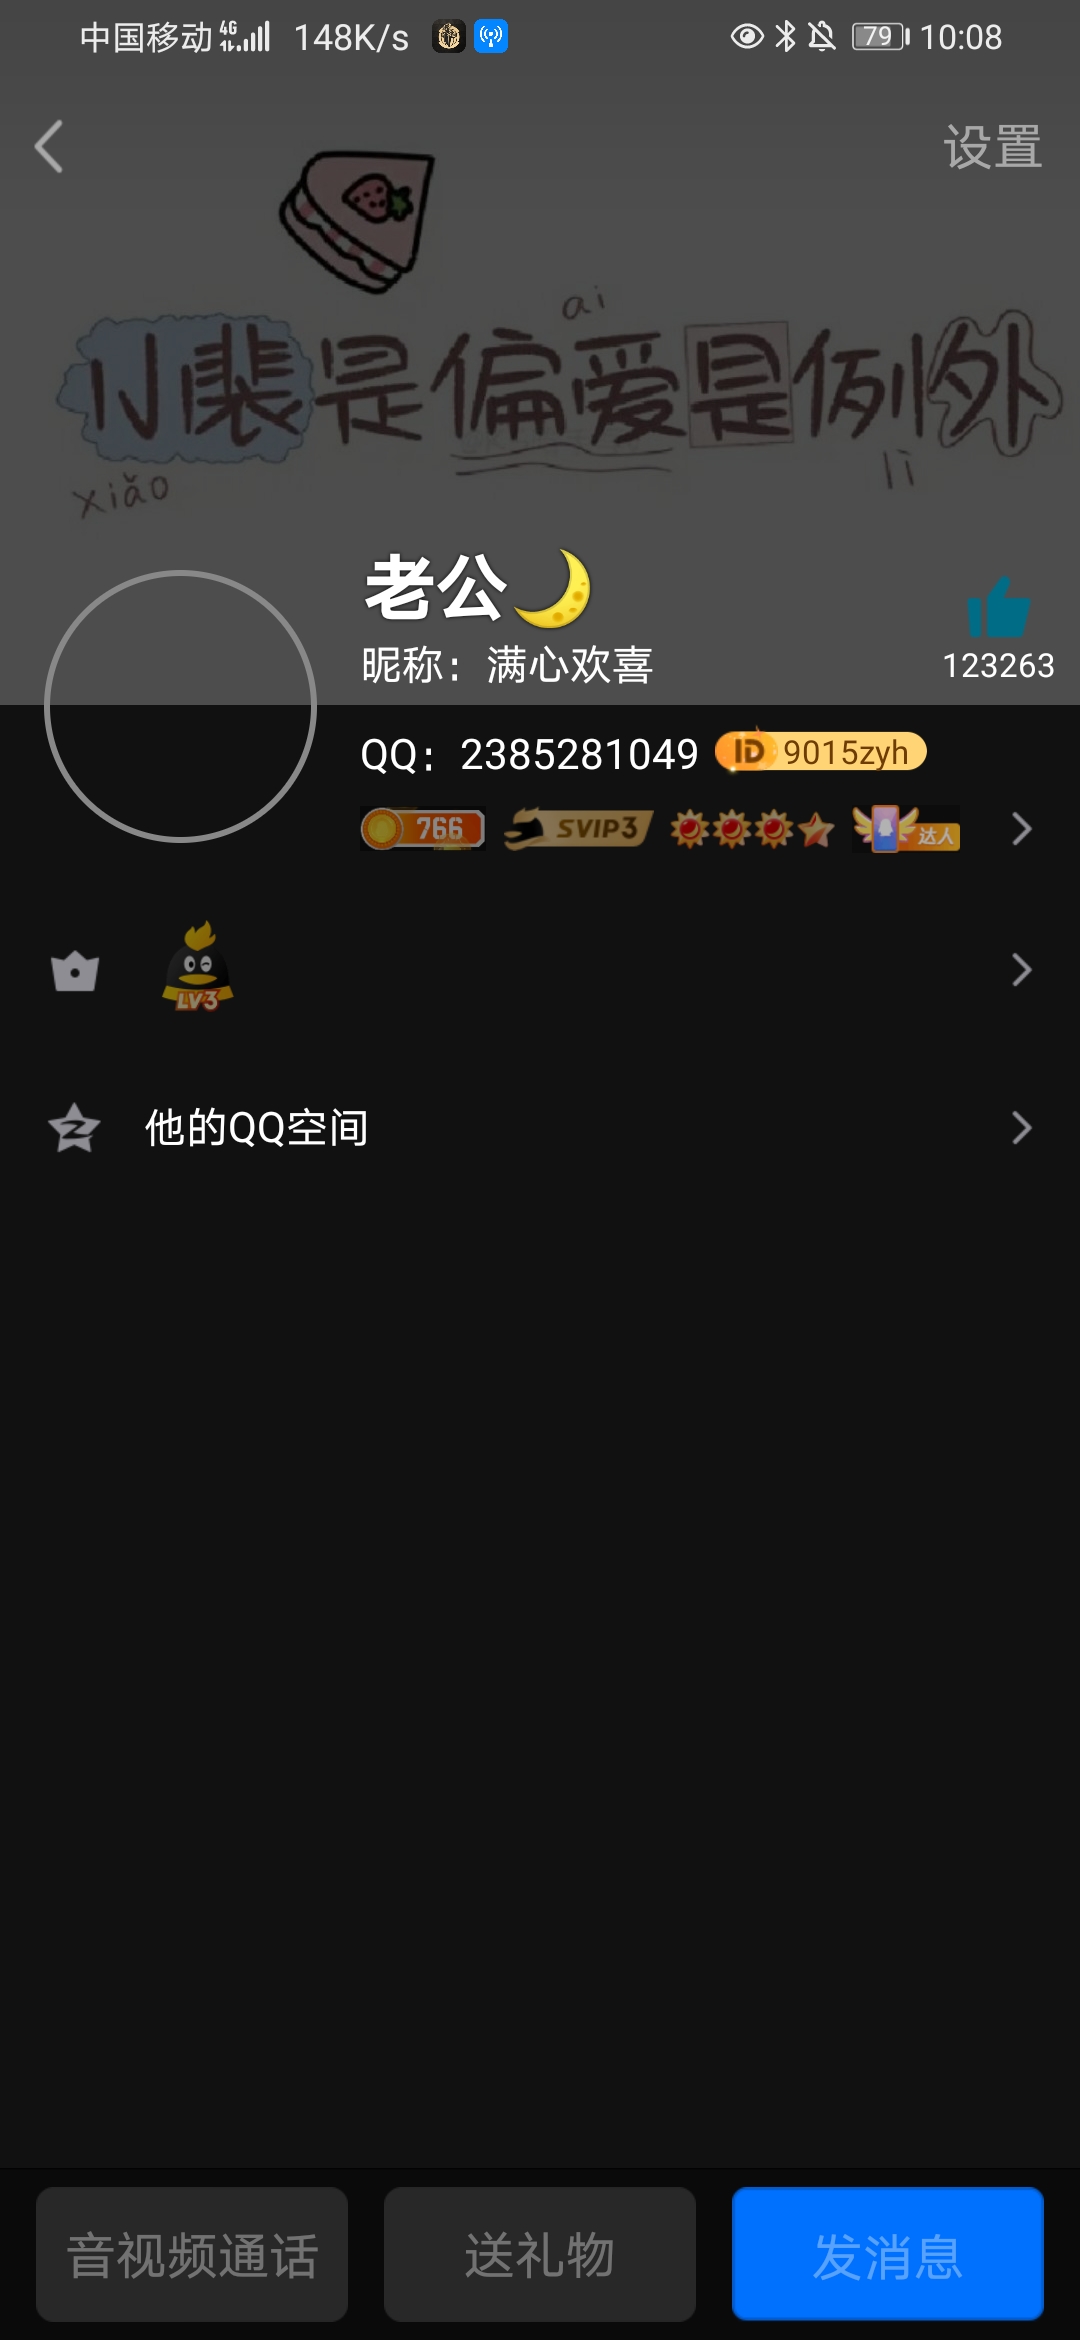 中国移动 4G 148K/s 79 10:08
设置
ai
小裴是偏爱是例外
xiǎo
lì
老公🌙
昵称：满心欢喜
123263
QQ：2385281049 ID 9015zyh
766 SVIP3 达人
LV3
他的QQ空间
音视频通话 送礼物 发消息